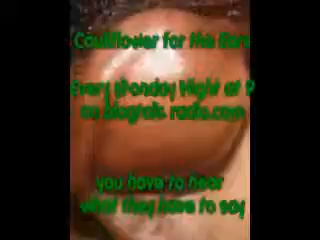 Cauliflower for the Ears
Every Monday Night at 9
on blogtalk radio.com
you have to hear
what they have to say